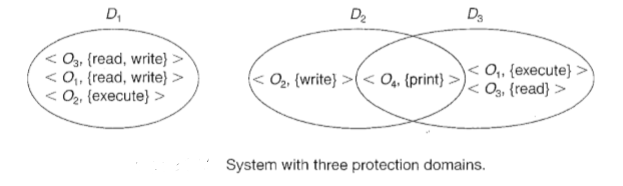 D₁
D₂
D₃
< O₃, {read, write} >
< O₁, {read, write} >
< O₂, {execute} >
< O₂, {write} >
< O₄, {print} >
< O₁, {execute} >
< O₃, {read} >
System with three protection domains.